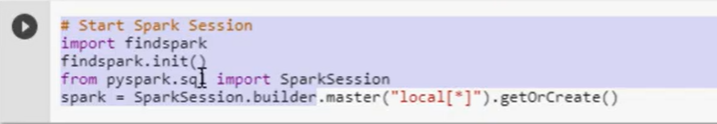 # Start Spark Session
import findspark
findspark.init()
from pyspark.sql import SparkSession
spark = SparkSession.builder.master("local[*]").getOrCreate()